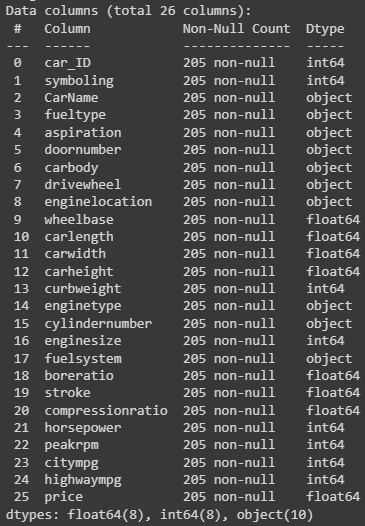 Data columns (total 26 columns):
 #   Column            Non-Null Count  Dtype
---  ------            --------------  -----
 0   car_ID            205 non-null    int64
 1   symboling         205 non-null    int64
 2   CarName           205 non-null    object
 3   fueltype          205 non-null    object
 4   aspiration        205 non-null    object
 5   doornumber        205 non-null    object
 6   carbody           205 non-null    object
 7   drivewheel        205 non-null    object
 8   enginelocation    205 non-null    object
 9   wheelbase         205 non-null    float64
 10  carlength         205 non-null    float64
 11  carwidth          205 non-null    float64
 12  carheight         205 non-null    float64
 13  curbweight        205 non-null    int64
 14  enginetype        205 non-null    object
 15  cylindernumber    205 non-null    object
 16  enginesize        205 non-null    int64
 17  fuelsystem        205 non-null    object
 18  boreratio         205 non-null    float64
 19  stroke            205 non-null    float64
 20  compressionratio  205 non-null    float64
 21  horsepower        205 non-null    int64
 22  peakrpm           205 non-null    int64
 23  citympg           205 non-null    int64
 24  highwaympg        205 non-null    int64
 25  price             205 non-null    float64
dtypes: float64(8), int64(8), object(10)